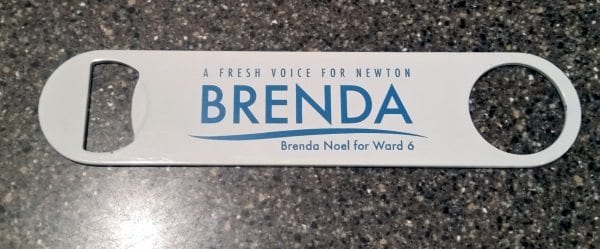 A FRESH VOICE FOR NEWTON
BRENDA
Brenda Noel for Ward 6